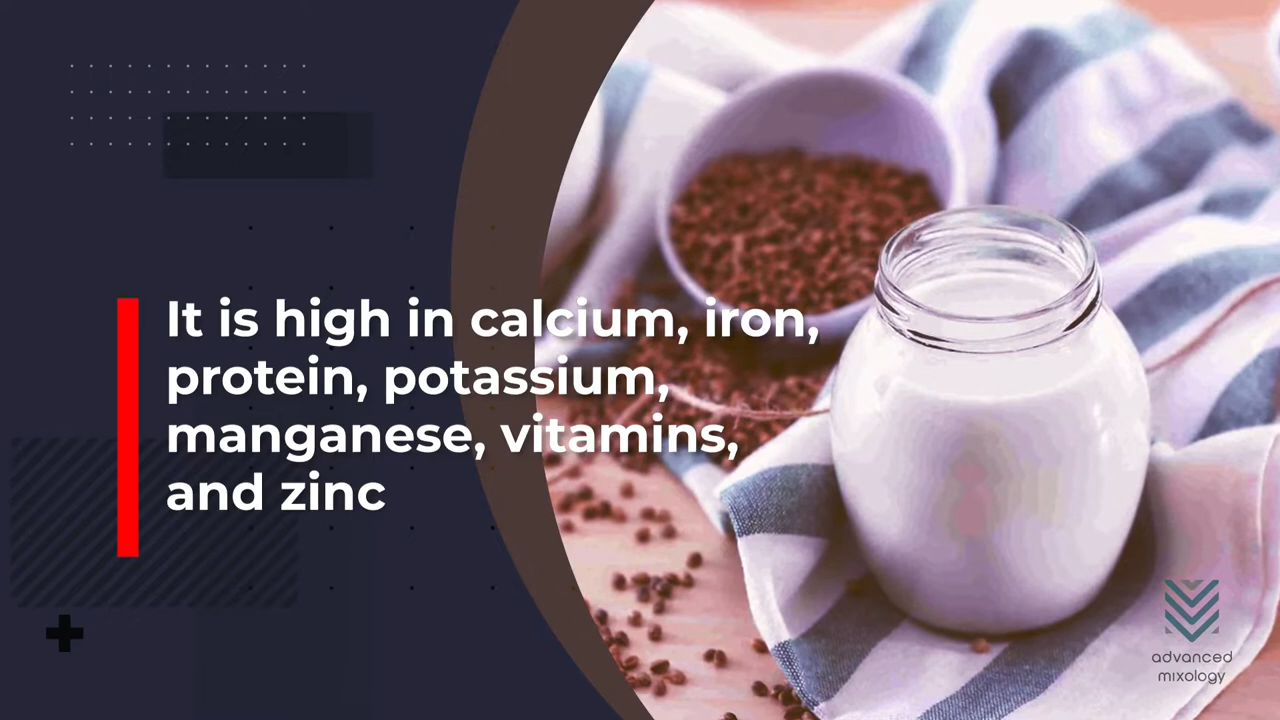 It is high in calcium, iron,
protein, potassium,
manganese, vitamins,
and zinc
advanced
mixology